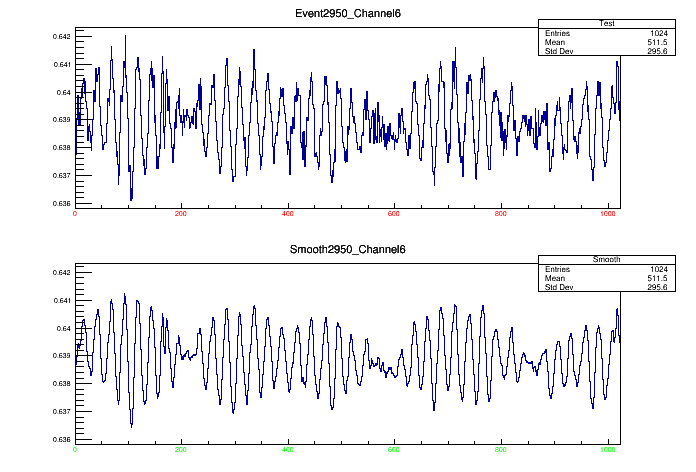 Event2950_Channel6
Test
Entries 1024
Mean 511.5
Std Dev 295.6
0.642
0.641
0.64
0.639
0.638
0.637
0.636
0 200 400 600 800 1000
Smooth2950_Channel6
Smooth
Entries 1024
Mean 511.5
Std Dev 295.6
0.642
0.641
0.64
0.639
0.638
0.637
0.636
0 200 400 600 800 1000